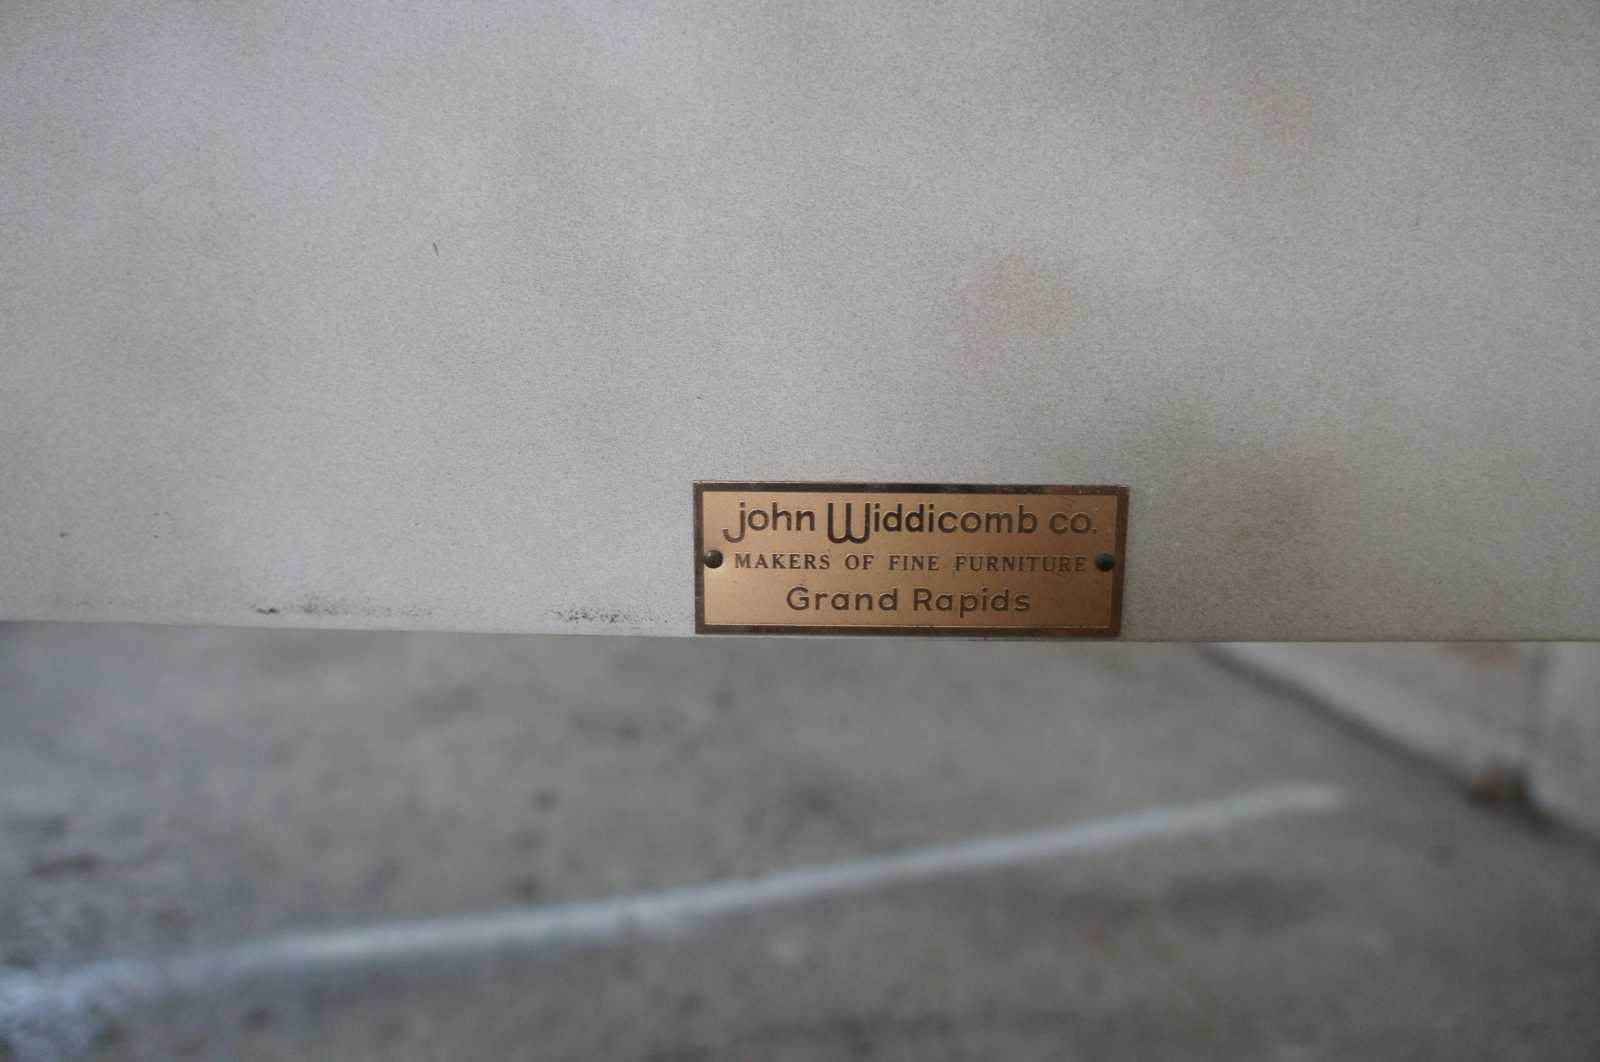 john Widdicomb co.
MAKERS OF FINE FURNITURE
Grand Rapids